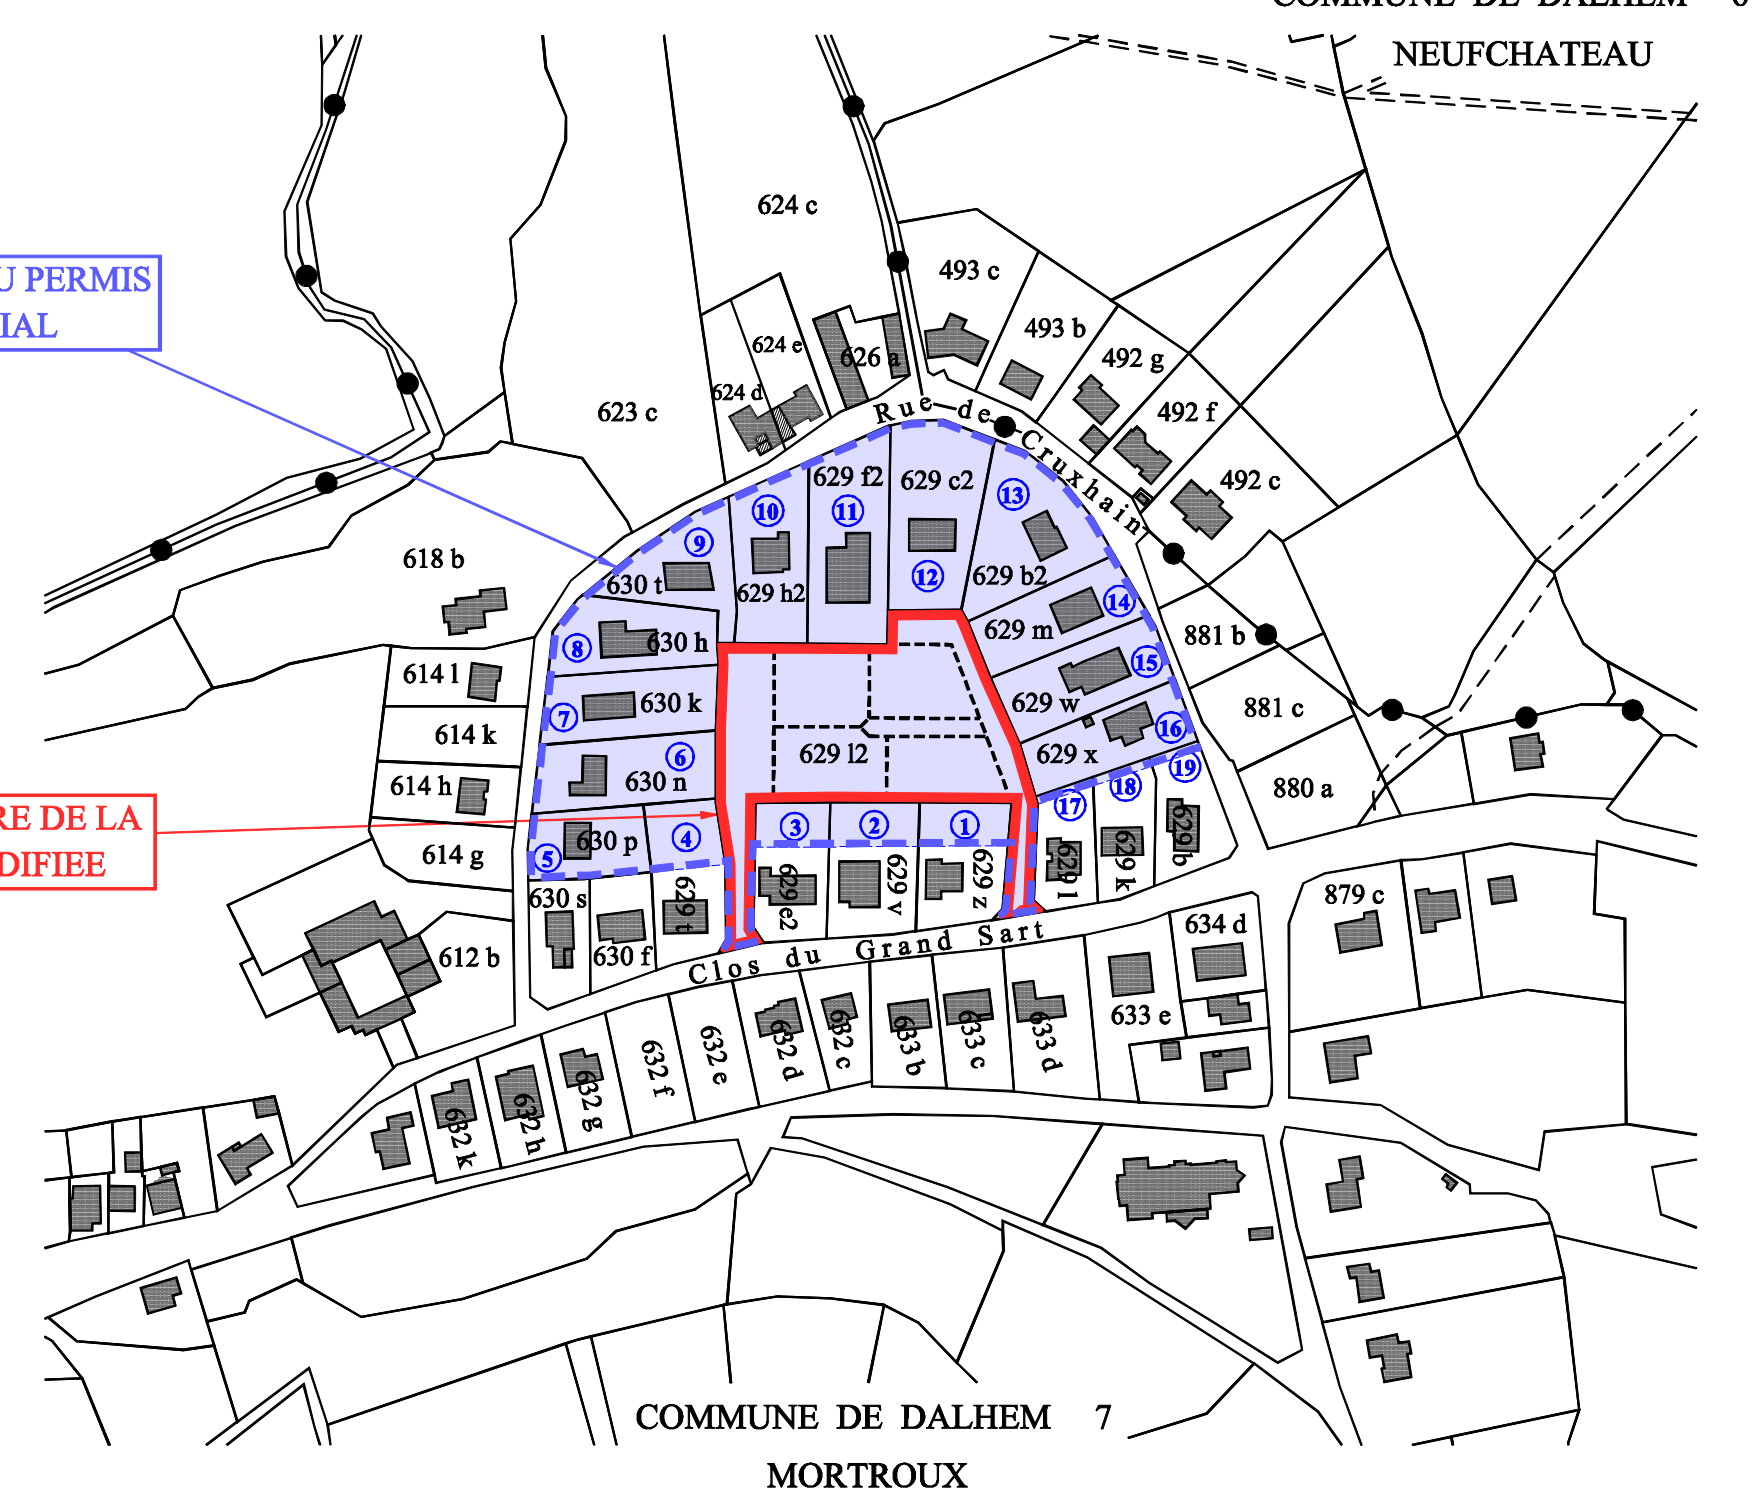 COMMUNE DE DALHEM
NEUFCHATEAU
624 c
493 c
U PERMIS
IAL
493 b
624 e
626 a
492 g
624 d
623 c
492 f
Rue de Cruxhain
629 f2
629 c2
492 c
13
10
11
9
618 b
630 t
629 h2
12
629 b2
14
629 m
881 b
8
630 h
15
614 l
629 w
7
630 k
881 c
16
614 k
6
629 l2
629 x
19
630 n
614 h
18
880 a
17
RE DE LA
DIFIEE
5
630 p
4
3
2
1
614 g
629 e2
629 v
629 z
629 l
629 k
629 b
630 s
629 t
879 c
634 d
612 b
630 f
Clos du Grand Sart
633 e
632 k
632 h
632 g
632 f
632 e
632 d
632 c
633 b
633 c
633 d
COMMUNE DE DALHEM 7
MORTROUX